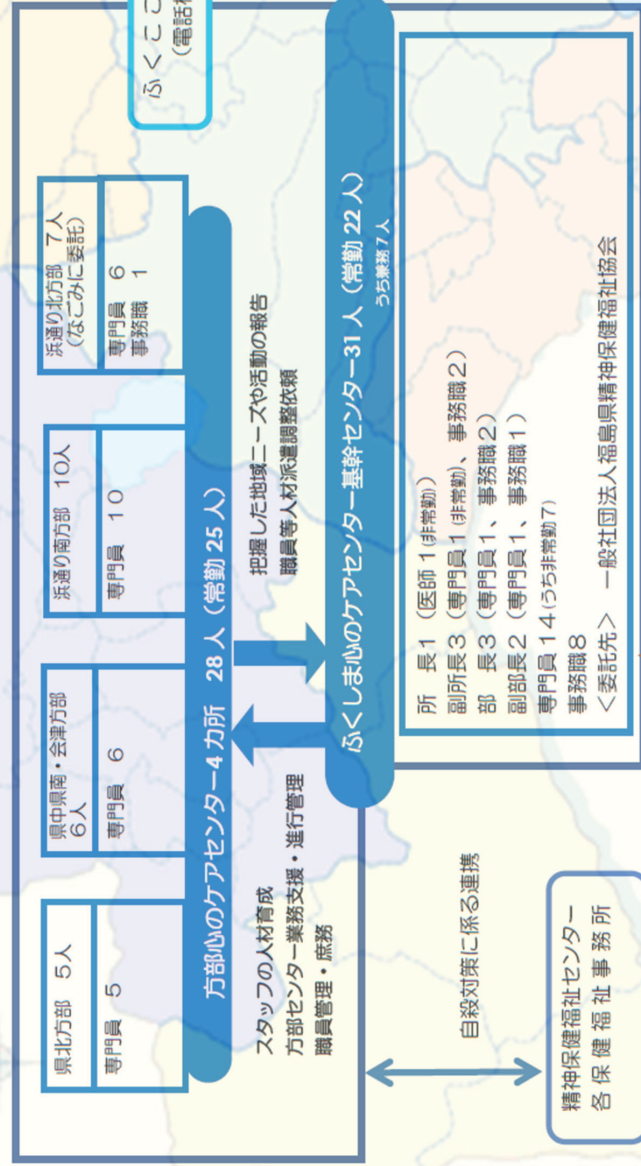 県北方部 5人
専門員 5
県中県南・会津方部
6人
専門員 6
浜通り南方部 10人
専門員 10
浜通り北方部 7人
(なごみに委託)
専門員 6
事務職 1
方部心のケアセンター4カ所 28人(常勤25人)
スタッフの人材育成
方部センター業務支援・進行管理
職員管理・庶務
把握した地域ニーズや活動の報告
職員等人材派遣調整依頼
ふくここ
(電話相
ふくしま心のケアセンター基幹センター31人(常勤22人)
うち兼務7人
所 長1 (医師1(非常勤))
副所長3 (専門員1(非常勤)、事務職2)
部 長3 (専門員1、事務職2)
副部長2 (専門員1、事務職1)
専門員14(うち非常勤7)
事務職8
<委託先> 一般社団法人福島県精神保健福祉協会
自殺対策に係る連携
精神保健福祉センター
各保健福祉事務所